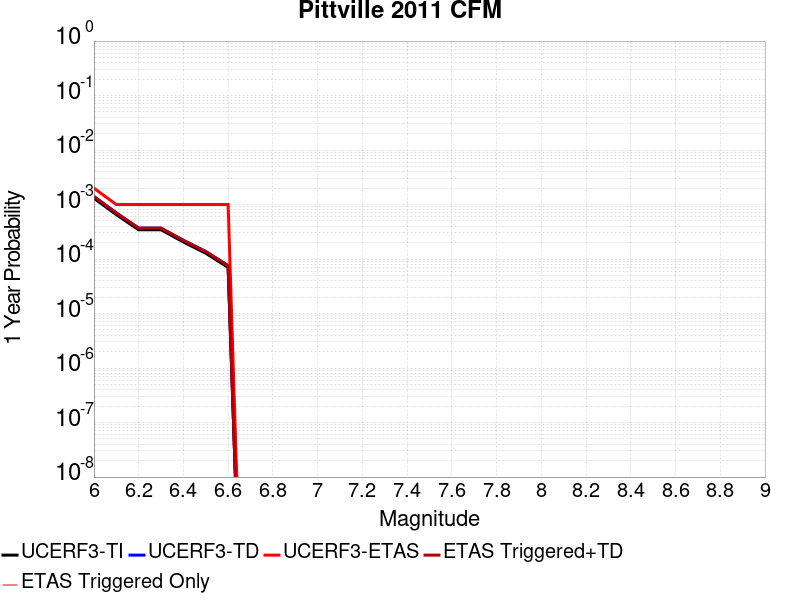 Pittville 2011 CFM
10^0
10^-1
10^-2
10^-3
10^-4
10^-5
10^-6
10^-7
10^-8
1 Year Probability
6 6.2 6.4 6.6 6.8 7 7.2 7.4 7.6 7.8 8 8.2 8.4 8.6 8.8 9
Magnitude
UCERF3-TI UCERF3-TD UCERF3-ETAS ETAS Triggered+TD
ETAS Triggered Only